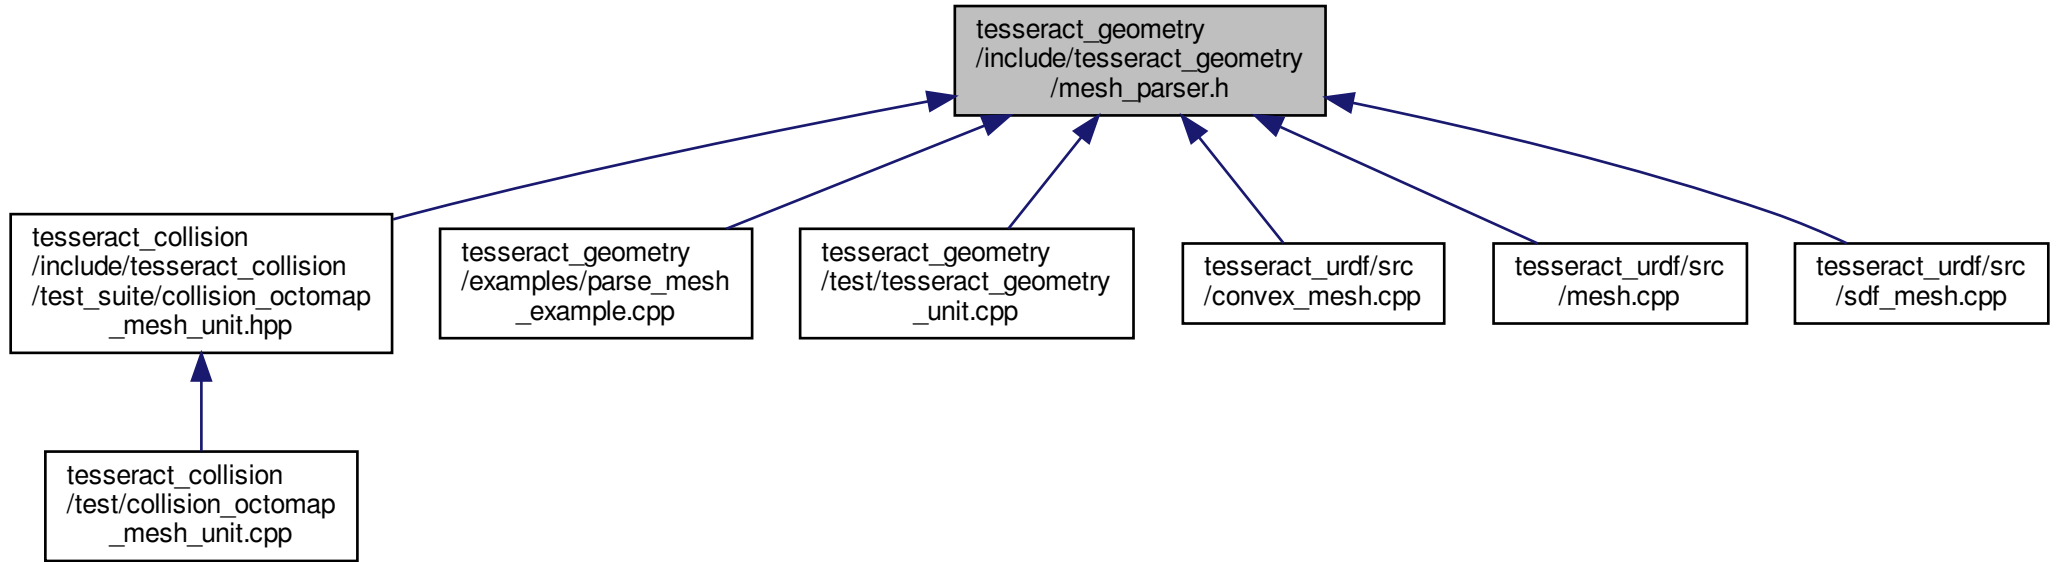 tesseract_geometry
/include/tesseract_geometry
/mesh_parser.h
tesseract_collision
/include/tesseract_collision
/test_suite/collision_octomap
_mesh_unit.hpp
tesseract_geometry
/examples/parse_mesh
_example.cpp
tesseract_geometry
/test/tesseract_geometry
_unit.cpp
tesseract_urdf/src
/convex_mesh.cpp
tesseract_urdf/src
/mesh.cpp
tesseract_urdf/src
/sdf_mesh.cpp
tesseract_collision
/test/collision_octomap
_mesh_unit.cpp